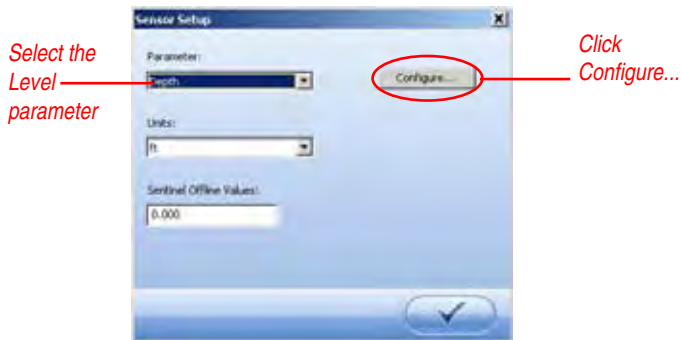 Sensor Setup
Select the
Level
parameter
Parameter:
Depth
Configure...
Click
Configure...
Units:
ft
Sentinel Offline Values:
0.000